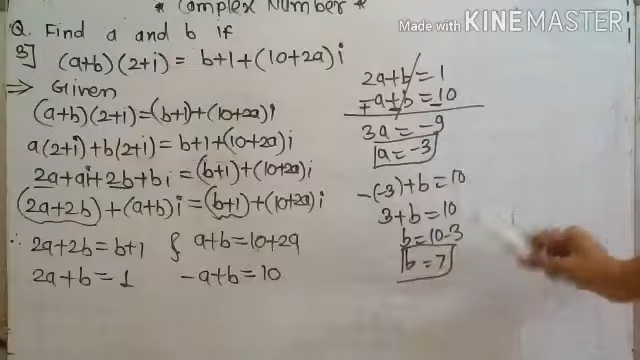 * Complex Number *
Made with KINEMASTER
Q. Find a and b if
3] (a+b)(2+i) = b+1+(10+2a)i
⇒ Given
(a+b)(2+i)=(b+1)+(10+2a)i
a(2+i)+b(2+i)=b+1+(10+2a)i
2a+ai+2b+bi=(b+1)+(10+2a)i
(2a+2b)+(a+b)i=(b+1)+(10+2a)i
∴ 2a+2b=b+1 } a+b=10+2a
2a+b=1 -a+b=10
2a+b=1
-a+b=10
3a=-9
a=-3
-(-3)+b=10
3+b=10
b=10-3
b=7